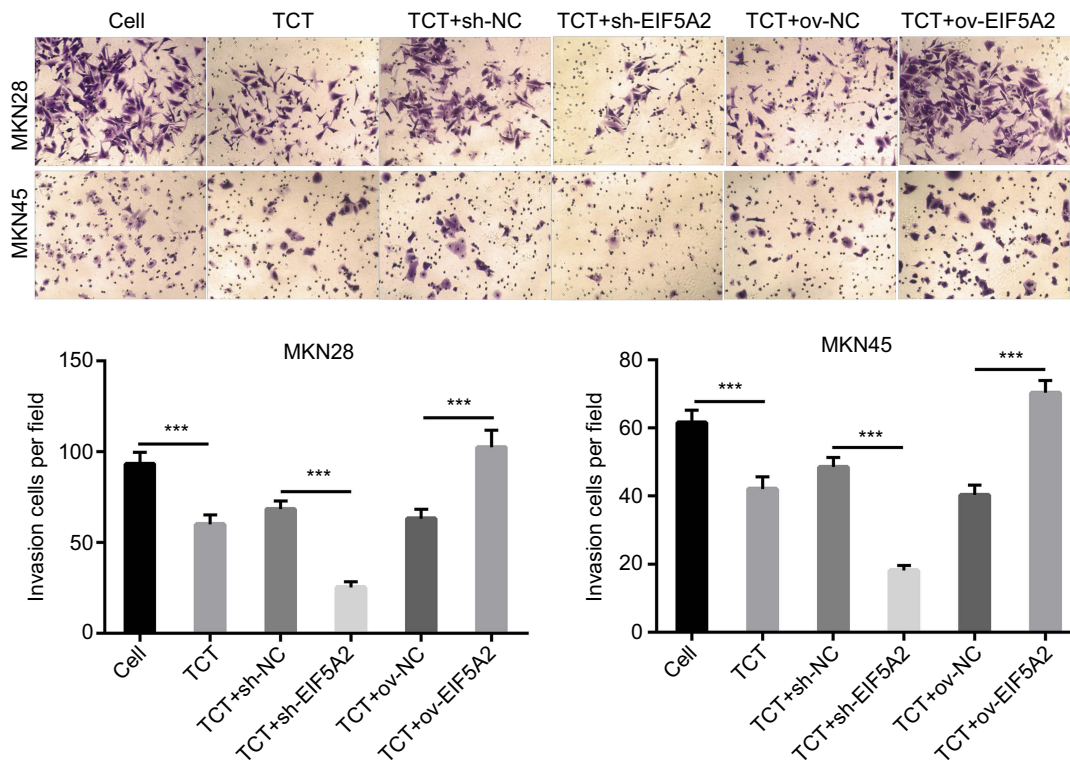 Cell TCT TCT+sh-NC TCT+sh-EIF5A2 TCT+ov-NC TCT+ov-EIF5A2
MKN28
MKN45
MKN28
Invasion cells per field
150
100
50
0
***
***
***
Cell
TCT
TCT+sh-NC
TCT+sh-EIF5A2
TCT+ov-NC
TCT+ov-EIF5A2
MKN45
Invasion cells per field
80
60
40
20
0
***
***
***
Cell
TCT
TCT+sh-NC
TCT+sh-EIF5A2
TCT+ov-NC
TCT+ov-EIF5A2